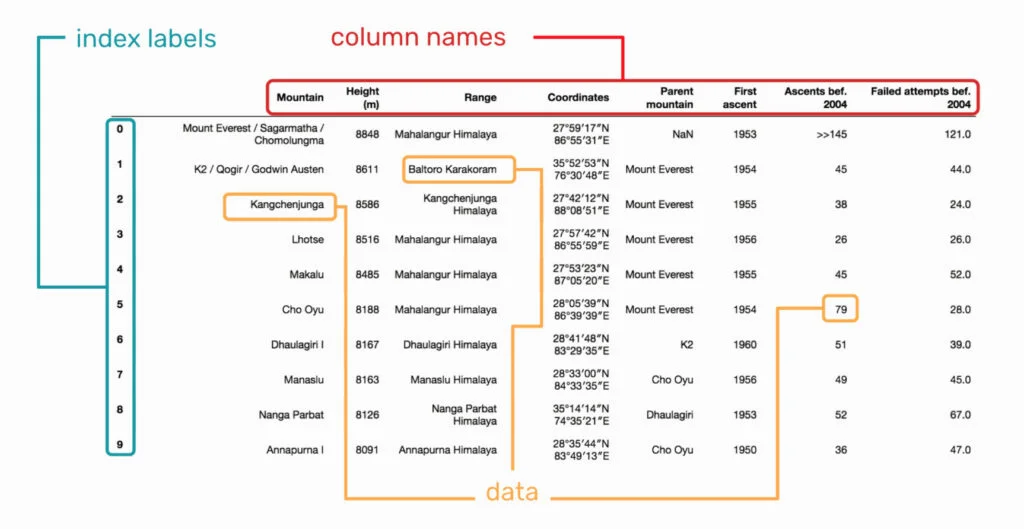 index labels
column names
Mountain Height (m) Range Coordinates Parent mountain First ascent Ascents bef. 2004 Failed attempts bef. 2004
0 Mount Everest / Sagarmatha / Chomolungma 8848 Mahalangur Himalaya 27°59′17″N 86°55′31″E NaN 1953 >>145 121.0
1 K2 / Qogir / Godwin Austen 8611 Baltoro Karakoram 35°52′53″N 76°30′48″E Mount Everest 1954 45 44.0
2 Kangchenjunga 8586 Kangchenjunga Himalaya 27°42′12″N 88°08′51″E Mount Everest 1955 38 24.0
3 Lhotse 8516 Mahalangur Himalaya 27°57′42″N 86°55′59″E Mount Everest 1956 26 26.0
4 Makalu 8485 Mahalangur Himalaya 27°53′23″N 87°05′20″E Mount Everest 1955 45 52.0
5 Cho Oyu 8188 Mahalangur Himalaya 28°05′39″N 86°39′39″E Mount Everest 1954 79 28.0
6 Dhaulagiri I 8167 Dhaulagiri Himalaya 28°41′48″N 83°29′35″E K2 1960 51 39.0
7 Manaslu 8163 Manaslu Himalaya 28°33′00″N 84°33′35″E Cho Oyu 1956 49 45.0
8 Nanga Parbat 8126 Nanga Parbat Himalaya 35°14′14″N 74°35′21″E Dhaulagiri 1953 52 67.0
9 Annapurna I 8091 Annapurna Himalaya 28°35′44″N 83°49′13″E Cho Oyu 1950 36 47.0
data